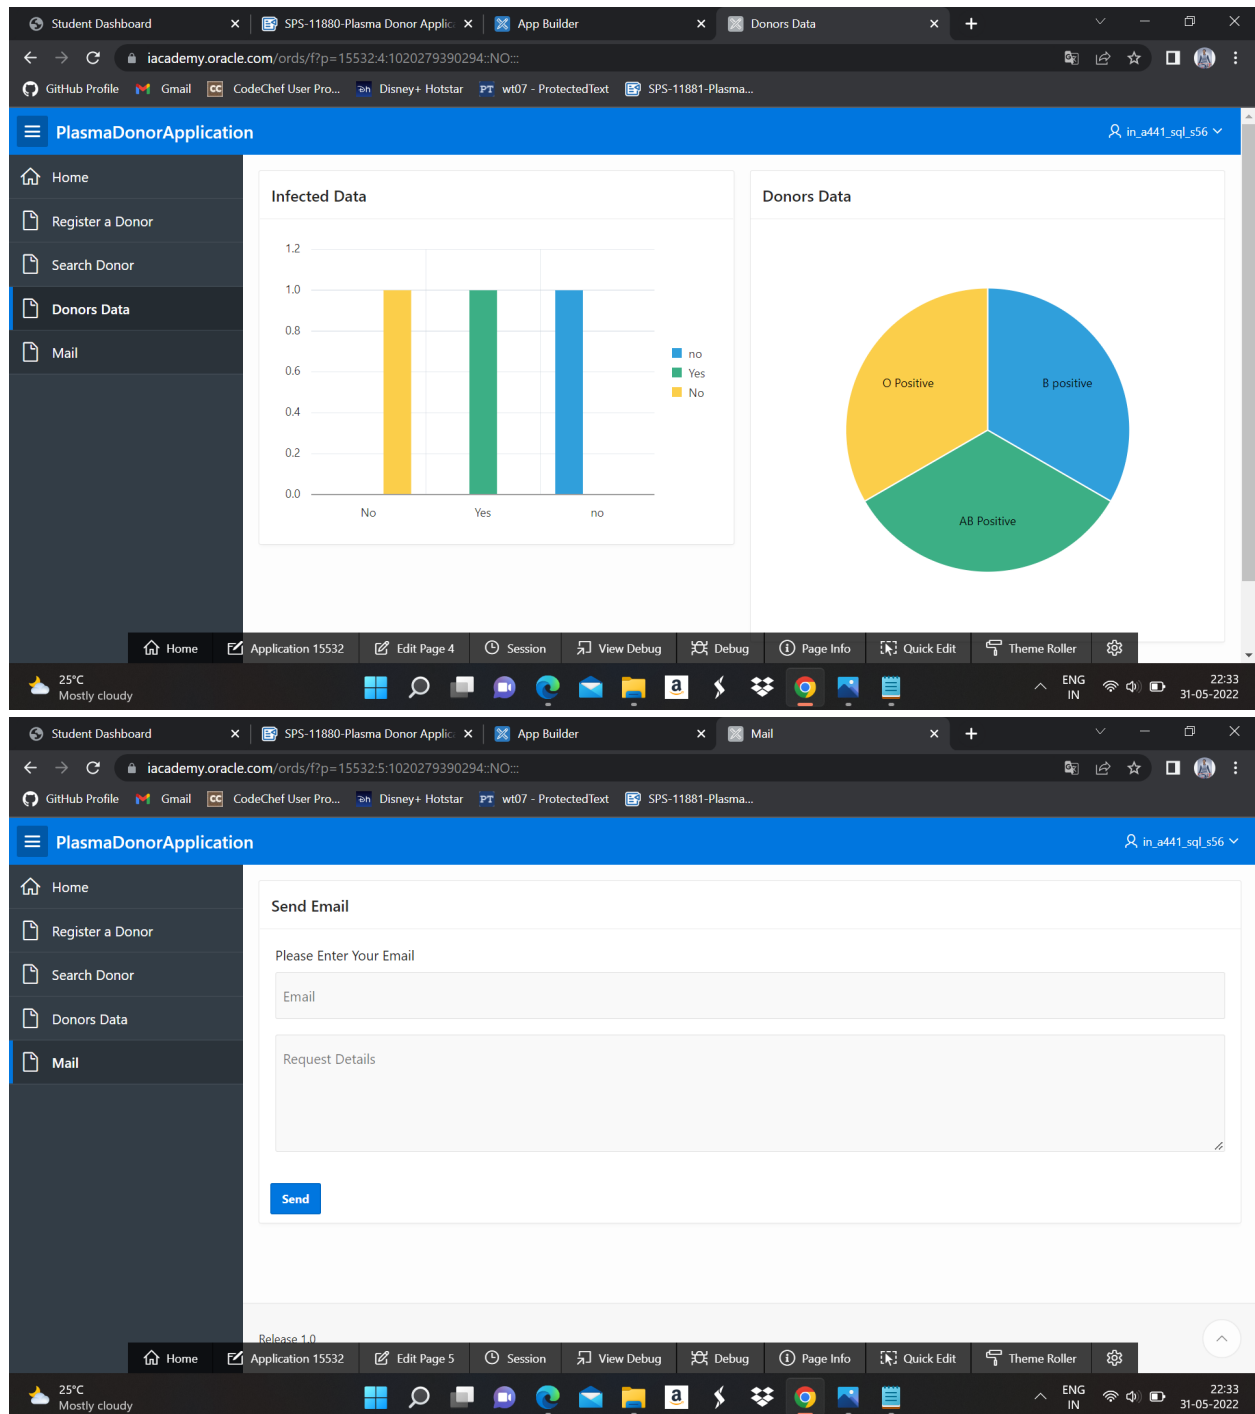 Student Dashboard
SPS-11880-Plasma Donor Applic
App Builder
Donors Data
iacademy.oracle.com/ords/f?p=15532:4:1020279390294::NO:::
GitHub Profile
Gmail
CC
CodeChef User Pro...
Disney+ Hotstar
PT
wt07 - ProtectedText
SPS-11881-Plasma...
PlasmaDonorApplication
in_a441_sql_s56
Home
Register a Donor
Search Donor
Donors Data
Mail
Infected Data
1.2
1.0
0.8
0.6
0.4
0.2
0.0
No
Yes
no
no
Yes
No
Donors Data
O Positive
B positive
AB Positive
Home
Application 15532
Edit Page 4
Session
View Debug
Debug
Page Info
Quick Edit
Theme Roller
25°C
Mostly cloudy
a
ENG
IN
22:33
31-05-2022
Student Dashboard
SPS-11880-Plasma Donor Applic
App Builder
Mail
iacademy.oracle.com/ords/f?p=15532:5:1020279390294::NO:::
GitHub Profile
Gmail
CC
CodeChef User Pro...
Disney+ Hotstar
PT
wt07 - ProtectedText
SPS-11881-Plasma...
PlasmaDonorApplication
in_a441_sql_s56
Home
Register a Donor
Search Donor
Donors Data
Mail
Send Email
Please Enter Your Email
Email
Request Details
Send
Release 1.0
Home
Application 15532
Edit Page 5
Session
View Debug
Debug
Page Info
Quick Edit
Theme Roller
25°C
Mostly cloudy
a
ENG
IN
22:33
31-05-2022